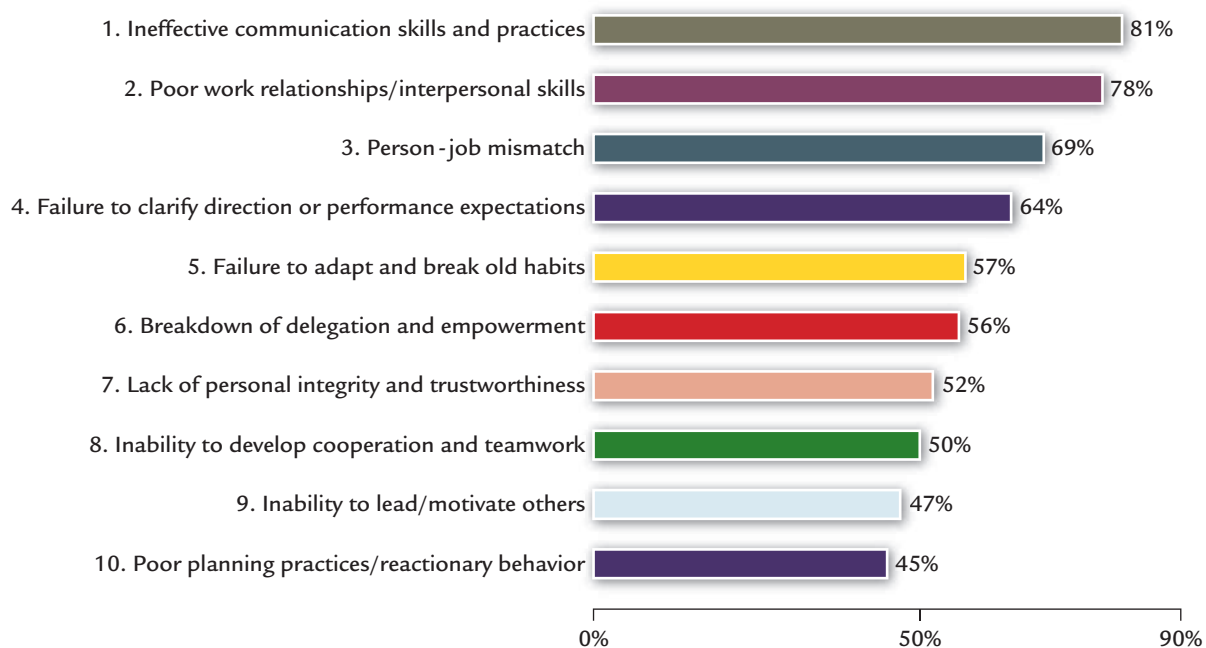 1. Ineffective communication skills and practices 81%
2. Poor work relationships/interpersonal skills 78%
3. Person-job mismatch 69%
4. Failure to clarify direction or performance expectations 64%
5. Failure to adapt and break old habits 57%
6. Breakdown of delegation and empowerment 56%
7. Lack of personal integrity and trustworthiness 52%
8. Inability to develop cooperation and teamwork 50%
9. Inability to lead/motivate others 47%
10. Poor planning practices/reactionary behavior 45%
0% 50% 90%